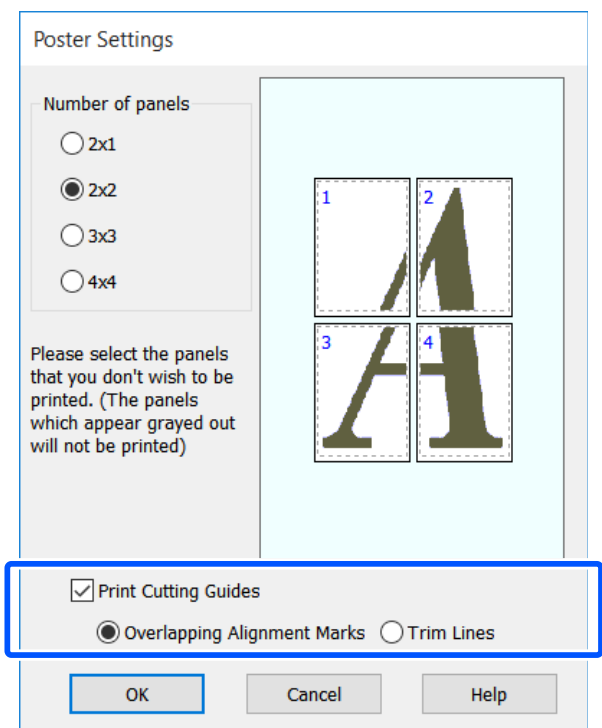 Poster Settings
Number of panels
2x1
2x2
3x3
4x4
1
2
3
4
Please select the panels
that you don't wish to be
printed. (The panels
which appear grayed out
will not be printed)
Print Cutting Guides
Overlapping Alignment Marks Trim Lines
OK Cancel Help